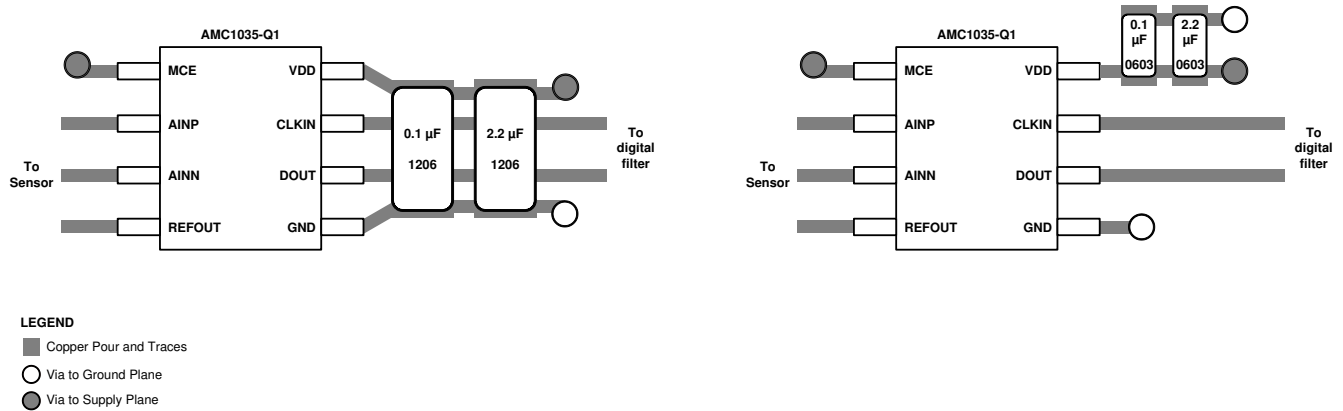 AMC1035-Q1
MCE
VDD
AINP
CLKIN
AINN
DOUT
REFOUT
GND
To
Sensor
0.1 µF
1206
2.2 µF
1206
To
digital
filter
AMC1035-Q1
MCE
VDD
AINP
CLKIN
AINN
DOUT
REFOUT
GND
To
Sensor
0.1
µF
0603
2.2
µF
0603
To
digital
filter
LEGEND
Copper Pour and Traces
Via to Ground Plane
Via to Supply Plane